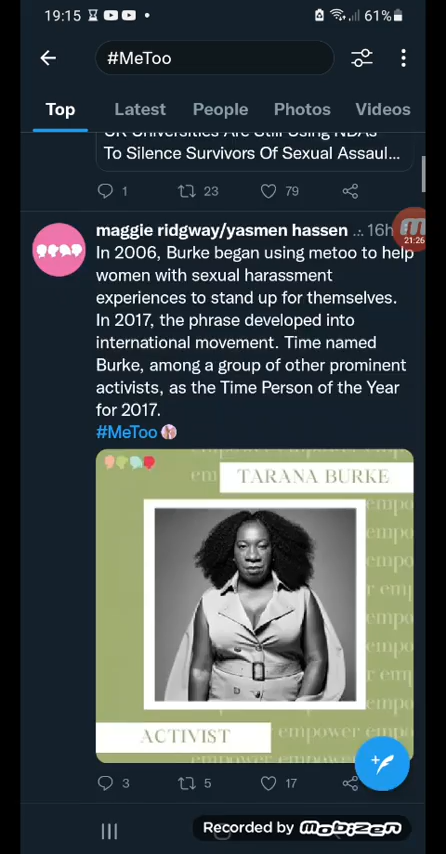 19:15
61%
#MeToo
Top Latest People Photos Videos
UK Universities Are Still Using NDAs
To Silence Survivors Of Sexual Assaul...
1 23 79
maggie ridgway/yasmen hassen ... 16h
21:26
In 2006, Burke began using metoo to help
women with sexual harassment
experiences to stand up for themselves.
In 2017, the phrase developed into
international movement. Time named
Burke, among a group of other prominent
activists, as the Time Person of the Year
for 2017.
#MeToo
TARANA BURKE
ACTIVIST
empower empower
3 5 17
Recorded by Mobizen